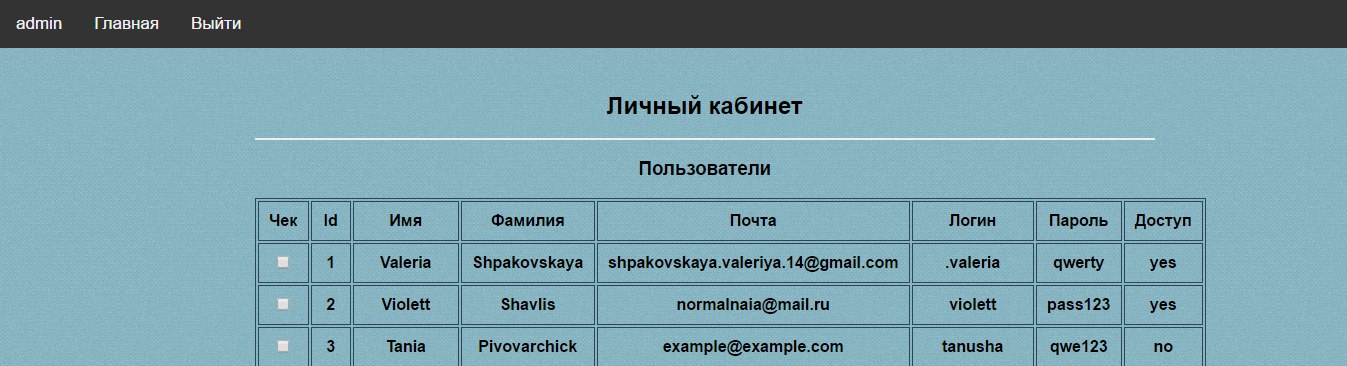 admin Главная Выйти
Личный кабинет
Пользователи
Чек Id Имя Фамилия Почта Логин Пароль Доступ
1 Valeria Shpakovskaya shpakovskaya.valeriya.14@gmail.com .valeria qwerty yes
2 Violett Shavlis normalnaia@mail.ru violett pass123 yes
3 Tania Pivovarchick example@example.com tanusha qwe123 no